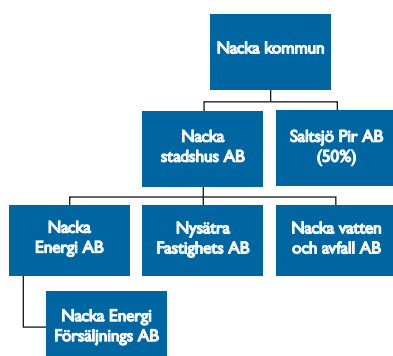 Nacka kommun
Nacka
stadshus AB
Saltsjö Pir AB
(50%)
Nacka
Energi AB
Nysätra
Fastighets AB
Nacka vatten
och avfall AB
Nacka Energi
Försäljnings AB